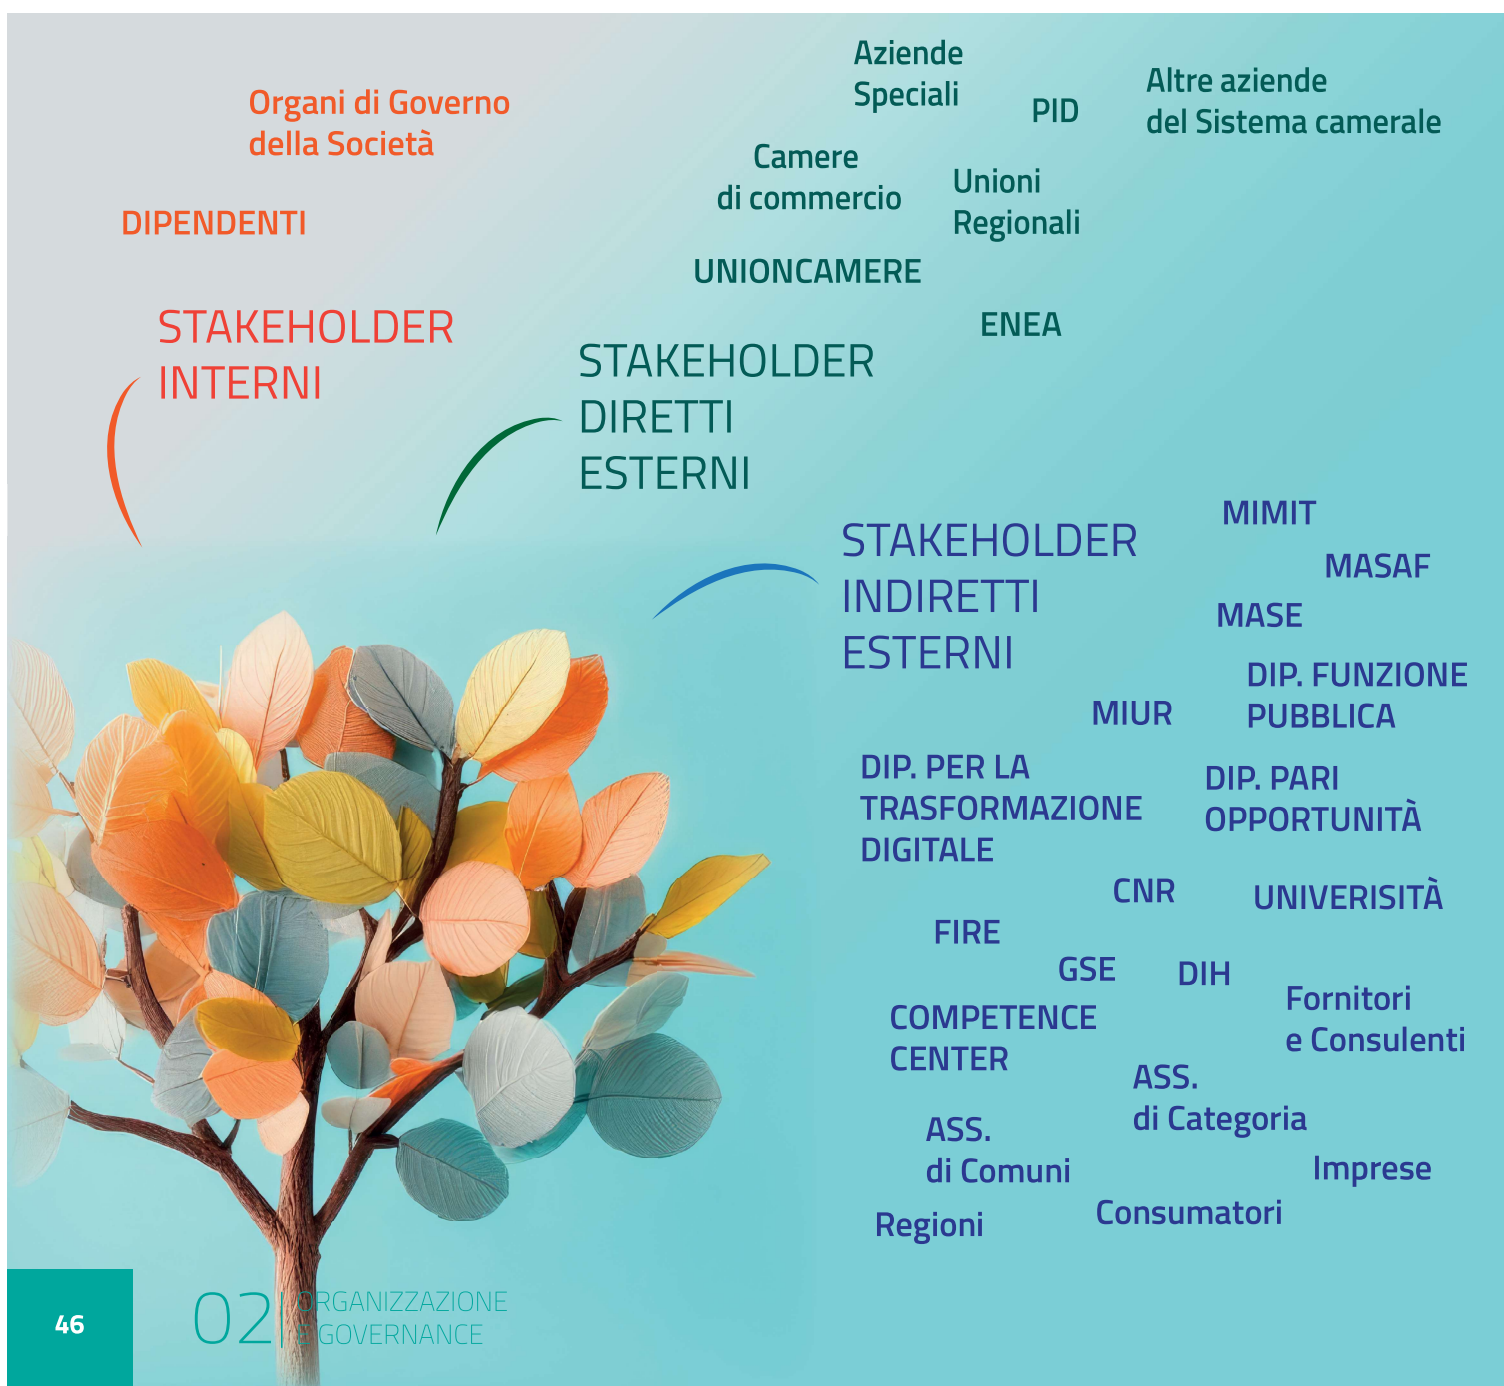 Organi di Governo
della Società
DIPENDENTI
STAKEHOLDER
INTERNI
Aziende
Speciali
PID
Altre aziende
del Sistema camerale
Camere
di commercio
Unioni
Regionali
UNIONCAMERE
ENEA
STAKEHOLDER
DIRETTI
ESTERNI
STAKEHOLDER
INDIRETTI
ESTERNI
MIMIT
MASAF
MASE
DIP. FUNZIONE
PUBBLICA
MIUR
DIP. PER LA
TRASFORMAZIONE
DIGITALE
DIP. PARI
OPPORTUNITÀ
CNR
UNIVERISITÀ
FIRE
GSE
DIH
Fornitori
e Consulenti
COMPETENCE
CENTER
ASS.
di Categoria
ASS.
di Comuni
Imprese
Consumatori
Regioni
46
02|
ORGANIZZAZIONE
GOVERNANCE